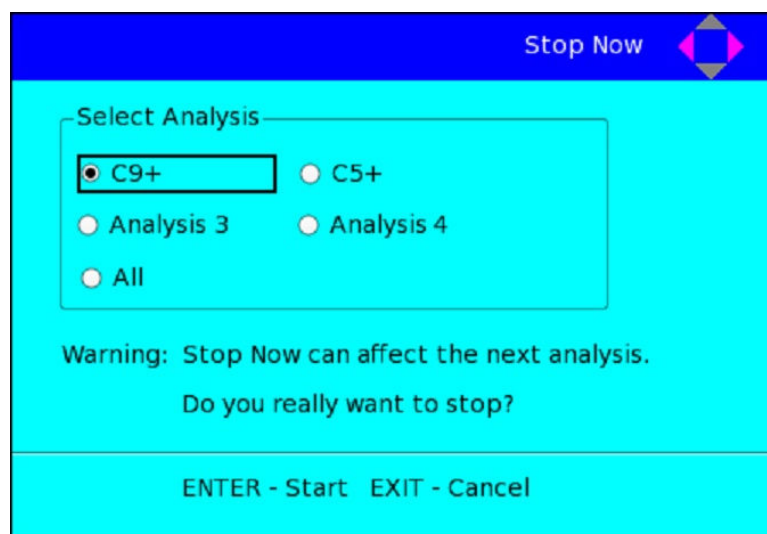 Stop Now
Select Analysis
C9+ C5+
Analysis 3 Analysis 4
All
Warning: Stop Now can affect the next analysis.
Do you really want to stop?
ENTER - Start EXIT - Cancel